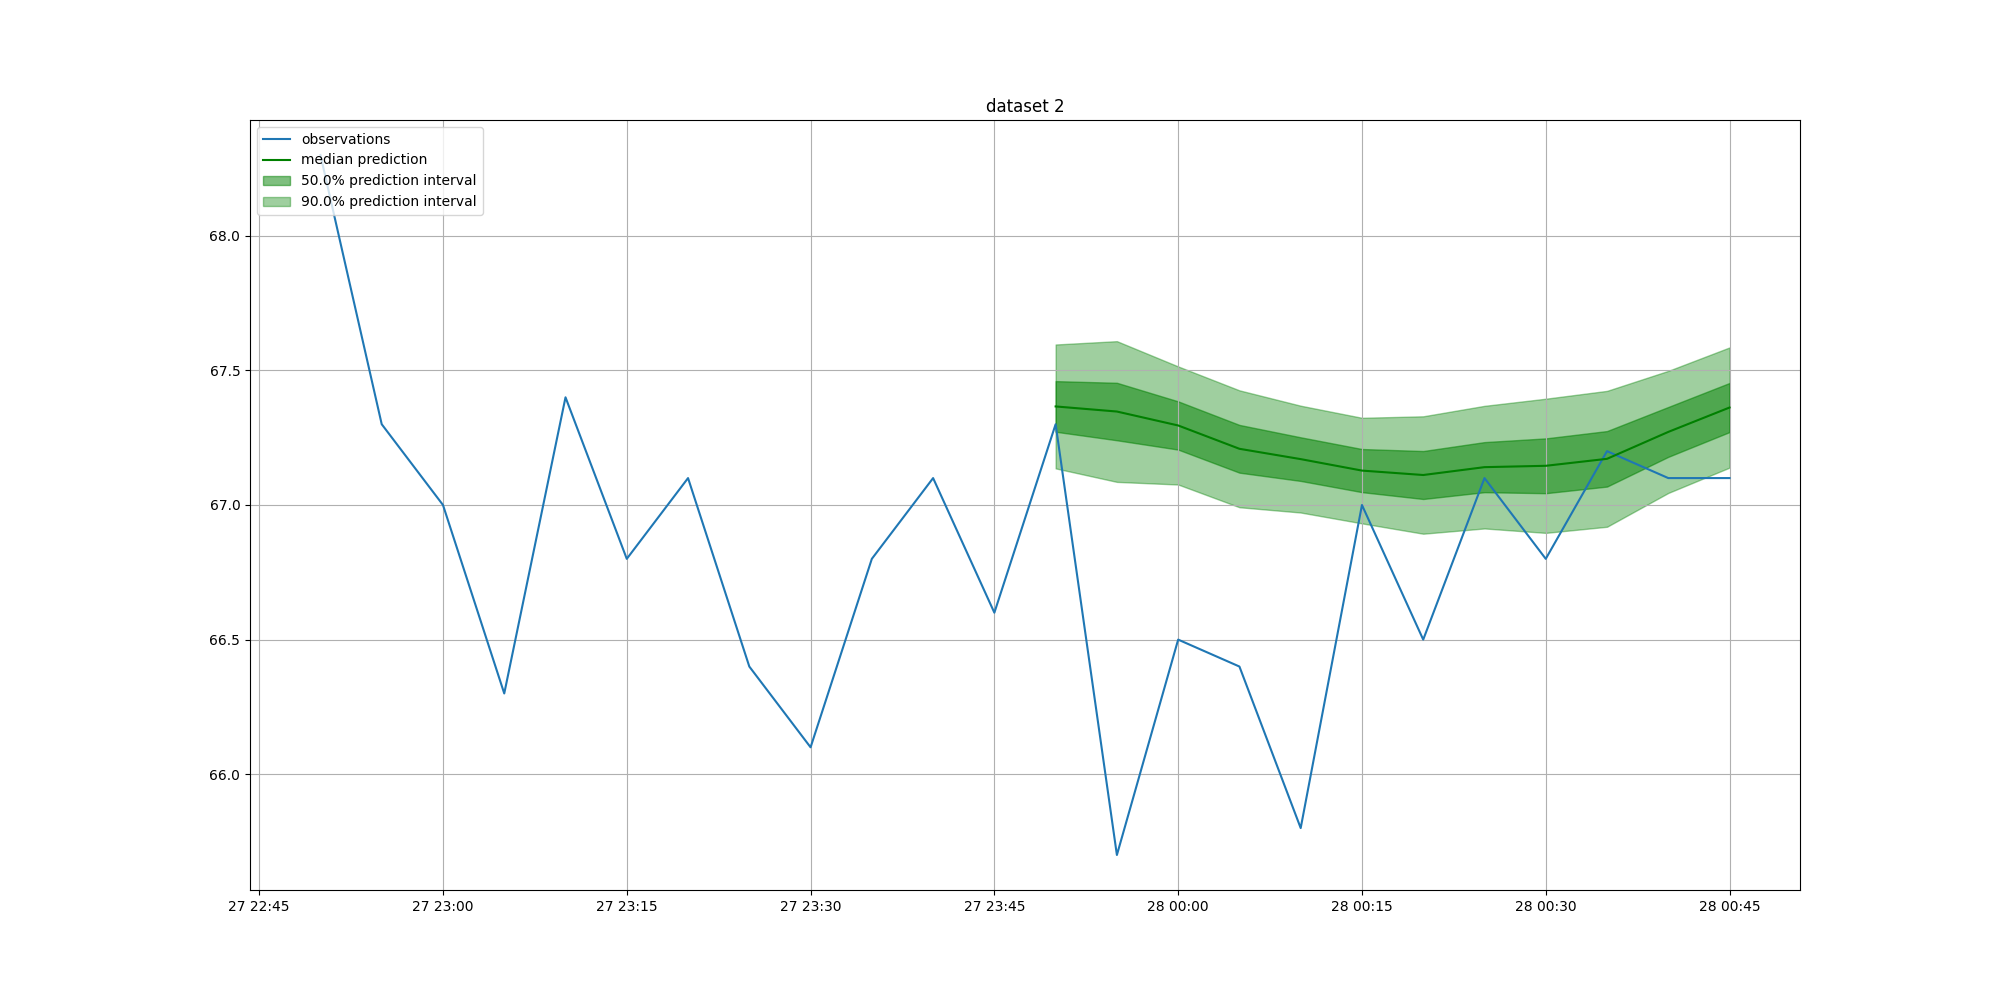 dataset 2
observations
median prediction
50.0% prediction interval
90.0% prediction interval
68.0
67.5
67.0
66.5
66.0
27 22:45 27 23:00 27 23:15 27 23:30 27 23:45 28 00:00 28 00:15 28 00:30 28 00:45